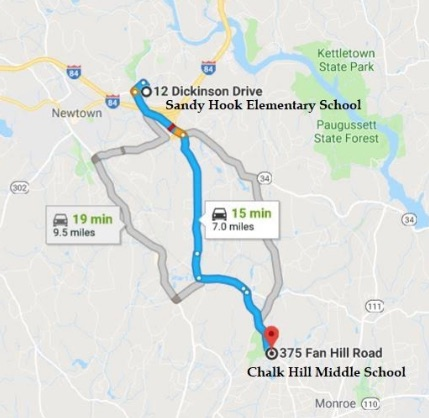 Kettletown
State Park
84
84
84
12 Dickinson Drive
Sandy Hook Elementary School
Newtown
Paugussett
State Forest
302
34
34
19 min
9.5 miles
15 min
7.0 miles
111
375 Fan Hill Road
Chalk Hill Middle School
Monroe
110